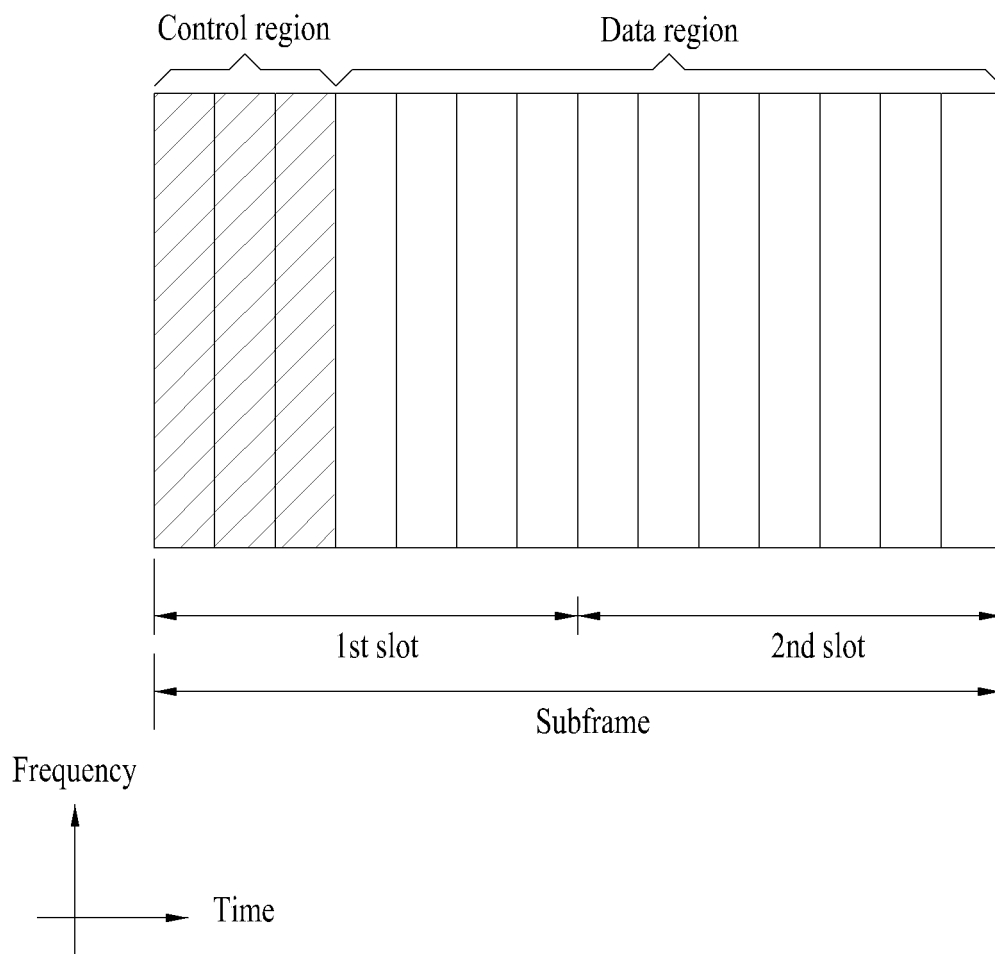 Control region
Data region
1st slot
2nd slot
Subframe
Frequency
Time